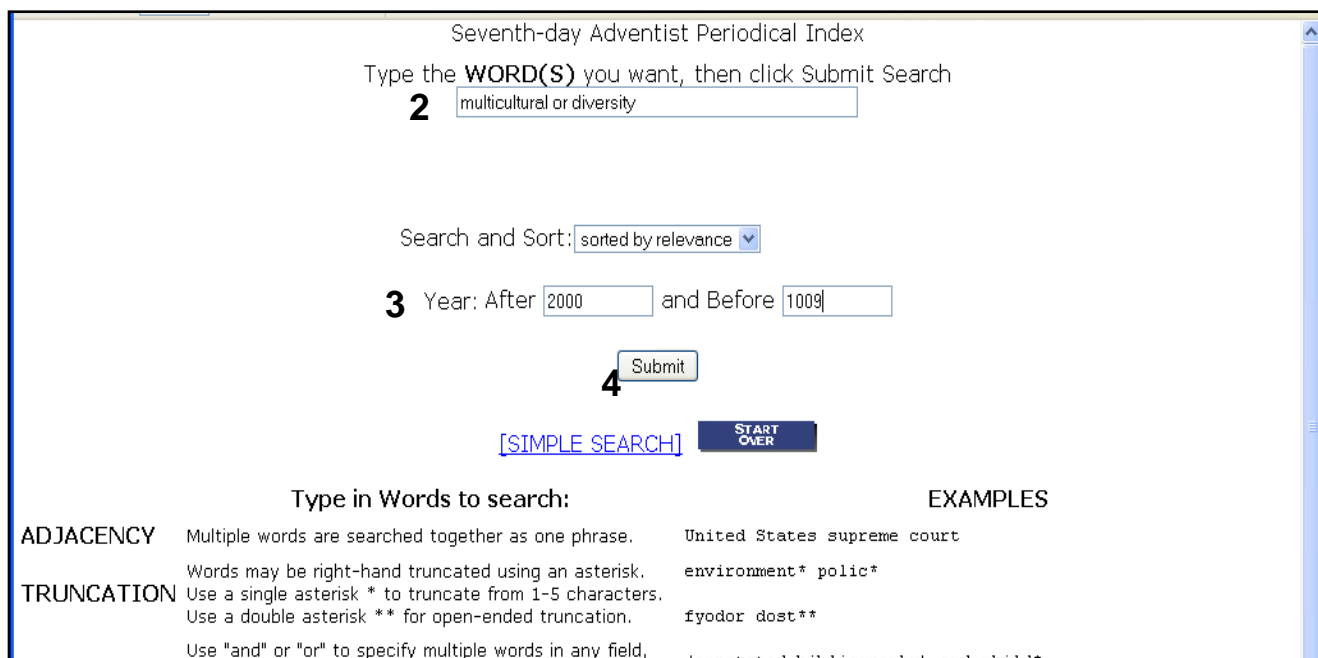 Seventh-day Adventist Periodical Index
Type the WORD(S) you want, then click Submit Search
2 multicultural or diversity
Search and Sort: sorted by relevance
3 Year: After 2000 and Before 1009
4 Submit
[SIMPLE SEARCH] START OVER
Type in Words to search: EXAMPLES
ADJACENCY Multiple words are searched together as one phrase. United States supreme court
Words may be right-hand truncated using an asterisk. environment* polic*
TRUNCATION Use a single asterisk * to truncate from 1-5 characters.
Use a double asterisk ** for open-ended truncation. fyodor dost**
Use "and" or "or" to specify multiple words in any field,